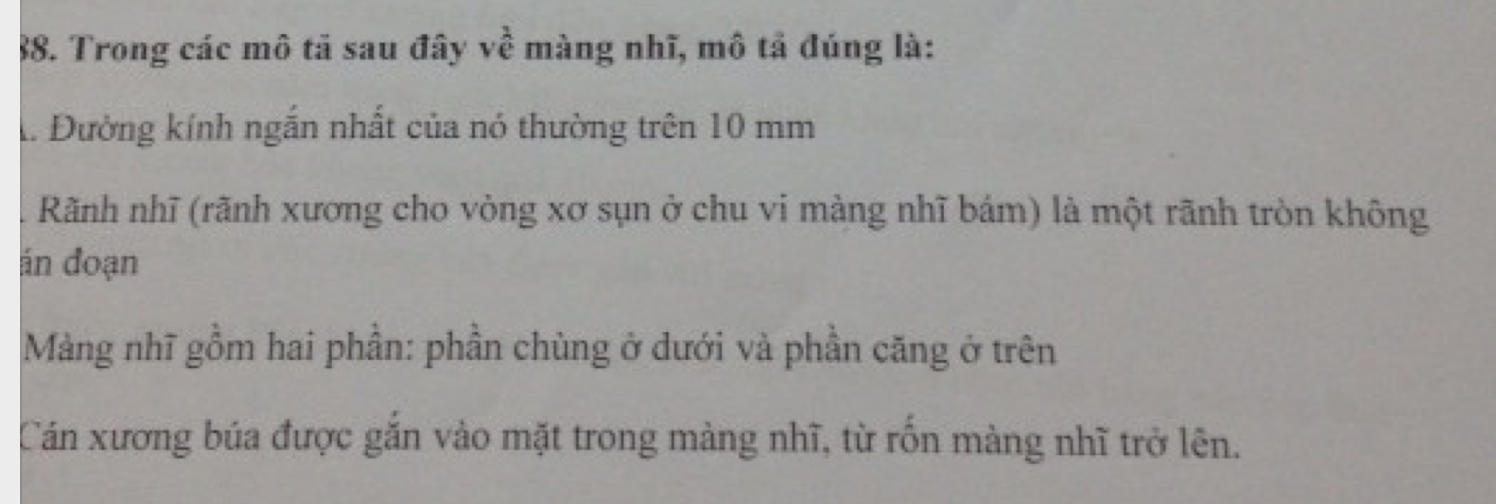 38. Trong các mô tả sau đây về màng nhĩ, mô tả đúng là:
. Đường kính ngắn nhất của nó thường trên 10 mm
. Rãnh nhĩ (rãnh xương cho vòng xơ sụn ở chu vi màng nhĩ bám) là một rãnh tròn không
án đoạn
Màng nhĩ gồm hai phần: phần chùng ở dưới và phần căng ở trên
Cán xương búa được gắn vào mặt trong màng nhĩ, từ rốn màng nhĩ trở lên.